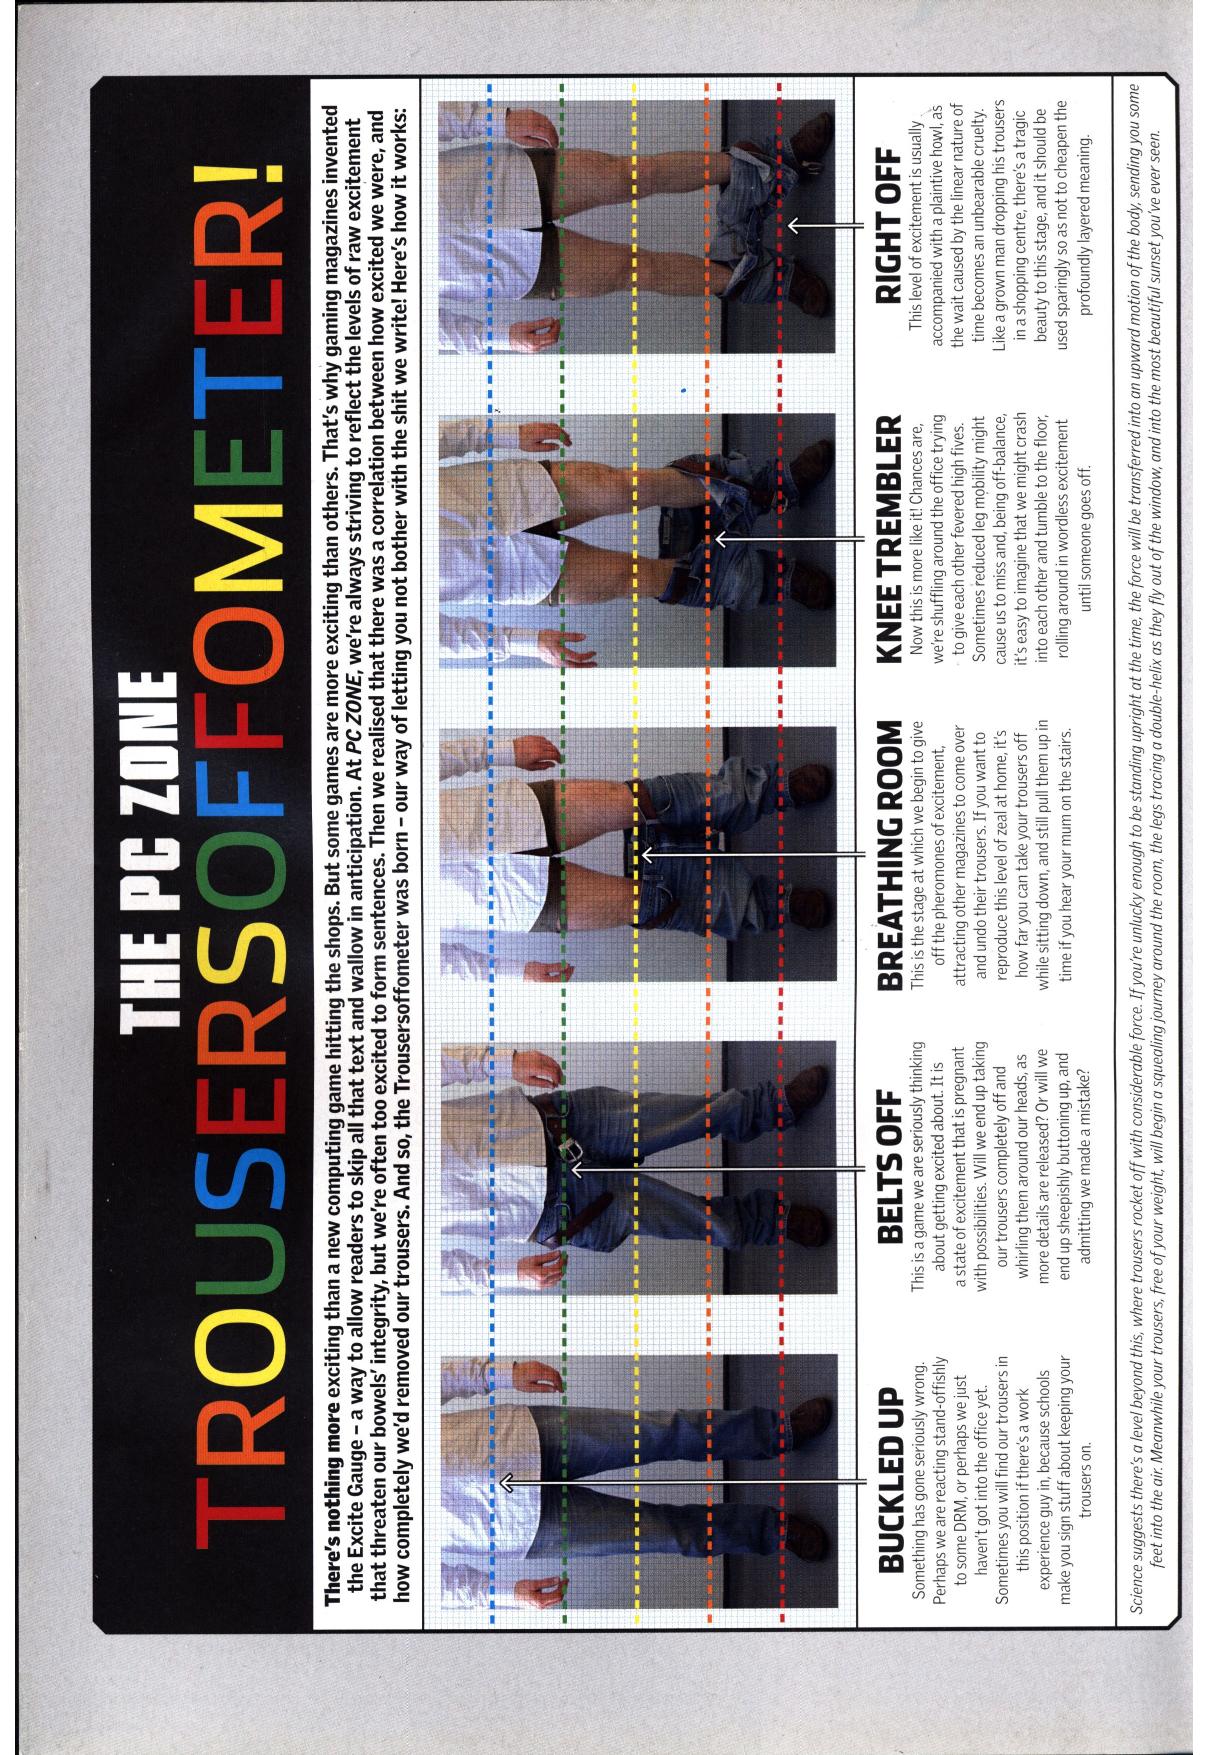 THE PC ZONE
TROUSERSOFFOMETER!
There's nothing more exciting than a new computing game hitting the shops. But some games are more exciting than others. That's why gaming magazines invented
the Excite Gauge – a way to allow readers to skip all that text and wallow in anticipation. At PC ZONE, we're always striving to reflect the levels of raw excitement
that threaten our bowels' integrity, but we're often too excited to form sentences. Then we realised that there was a correlation between how excited we were, and
how completely we'd removed our trousers. And so, the Trousersoffometer was born – our way of letting you not bother with the shit we write! Here's how it works:
BUCKLED UP
Something has gone seriously wrong.
Perhaps we are reacting stand-offishly
to some DRM, or perhaps we just
haven't got into the office yet.
Sometimes you will find our trousers in
this position if there's a work
experience guy in, because schools
make you sign stuff about keeping your
trousers on.
BELTS OFF
This is a game we are seriously thinking
about getting excited about. It is
a state of excitement that is pregnant
with possibilities. Will we end up taking
our trousers completely off and
whirling them around our heads, as
more details are released? Or will we
end up sheepishly buttoning up, and
admitting we made a mistake?
BREATHING ROOM
This is the stage at which we begin to give
off the pheromones of excitement,
attracting other magazines to come over
and undo their trousers. If you want to
reproduce this level of zeal at home, it's
how far you can take your trousers off
while sitting down, and still pull them up in
time if you hear your mum on the stairs.
KNEE TREMBLER
Now this is more like it! Chances are,
we're shuffling around the office trying
to give each other fevered high fives.
Sometimes reduced leg mobility might
cause us to miss and, being off-balance,
it's easy to imagine that we might crash
into each other and tumble to the floor,
rolling around in wordless excitement
until someone goes off.
RIGHT OFF
This level of excitement is usually
accompanied with a plaintive howl, as
the wait caused by the linear nature of
time becomes an unbearable cruelty.
Like a grown man dropping his trousers
in a shopping centre, there's a tragic
beauty to this stage, and it should be
used sparingly so as not to cheapen the
profoundly layered meaning.
Science suggests there's a level beyond this, where trousers rocket off with considerable force. If you're unlucky enough to be standing upright at the time, the force will be transferred into an upward motion of the body, sending you some
feet into the air. Meanwhile your trousers, free of your weight, will begin a squealing journey around the room, the legs tracing a double-helix as they fly out of the window, and into the most beautiful sunset you've ever seen.